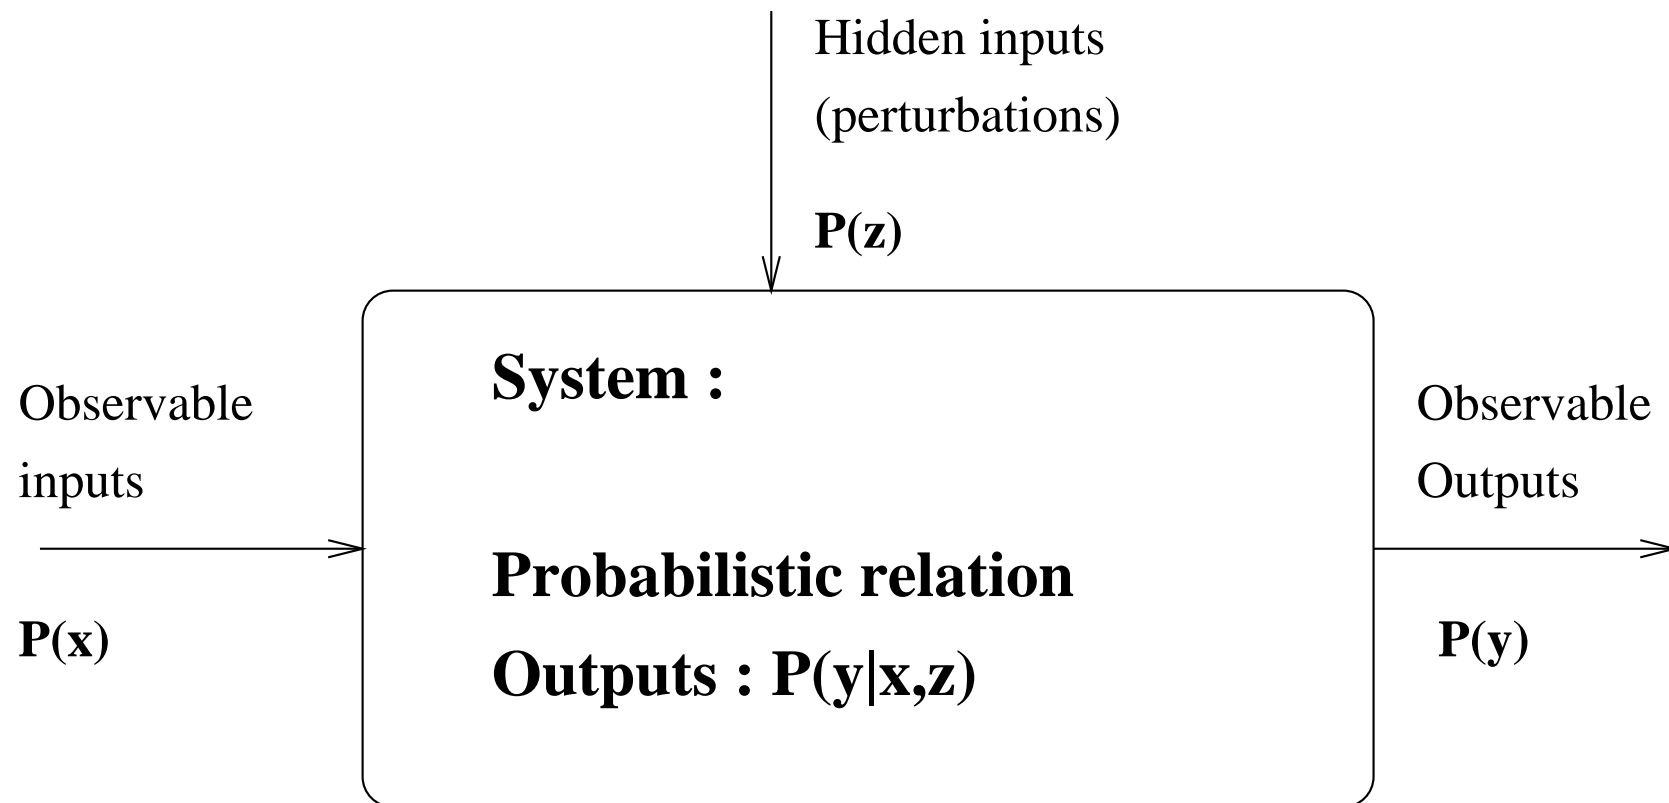 Hidden inputs
(perturbations)
P(z)
System :
Observable
inputs
P(x)
Probabilistic relation
Outputs : P(y|x,z)
Observable
Outputs
P(y)